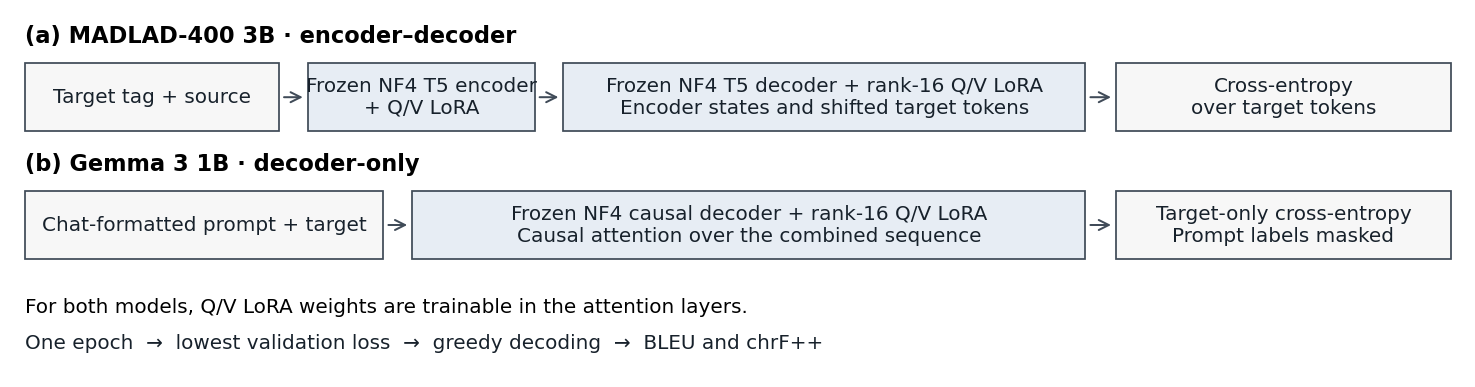 (a) MADLAD-400 3B · encoder–decoder
Target tag + source
Frozen NF4 T5 encoder
+ Q/V LoRA
Frozen NF4 T5 decoder + rank-16 Q/V LoRA
Encoder states and shifted target tokens
Cross-entropy
over target tokens
(b) Gemma 3 1B · decoder-only
Chat-formatted prompt + target
Frozen NF4 causal decoder + rank-16 Q/V LoRA
Causal attention over the combined sequence
Target-only cross-entropy
Prompt labels masked
For both models, Q/V LoRA weights are trainable in the attention layers.
One epoch → lowest validation loss → greedy decoding → BLEU and chrF++